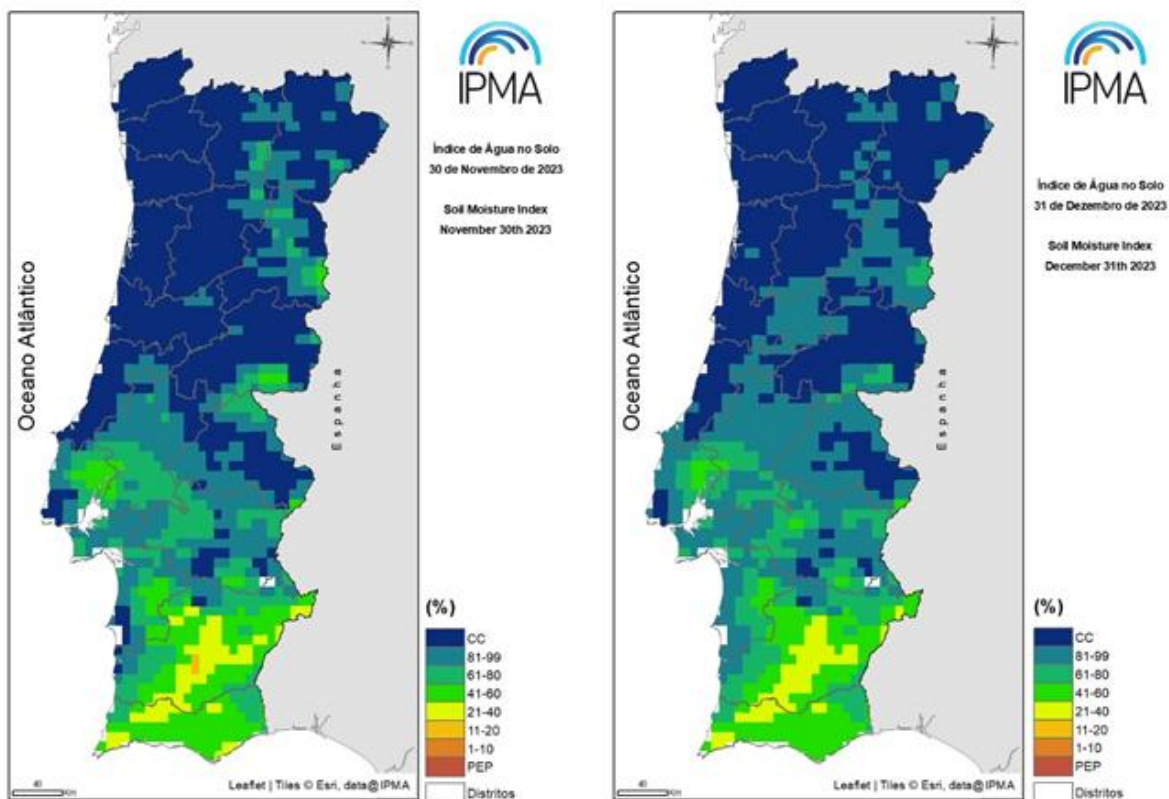 IPMA
Índice de Água no Solo
30 de Novembro de 2023
Soil Moisture Index
November 30th 2023
Oceano Atlântico
Espanha
(%)
CC
81-99
61-80
41-60
21-40
11-20
1-10
PEP
Distritos
40
Km
Leaflet | Tiles © Esri, data@IPMA
IPMA
Índice de Água no Solo
31 de Dezembro de 2023
Soil Moisture Index
December 31th 2023
Oceano Atlântico
Espanha
(%)
CC
81-99
61-80
41-60
21-40
11-20
1-10
PEP
Distritos
40
Km
Leaflet | Tiles © Esri, data@IPMA